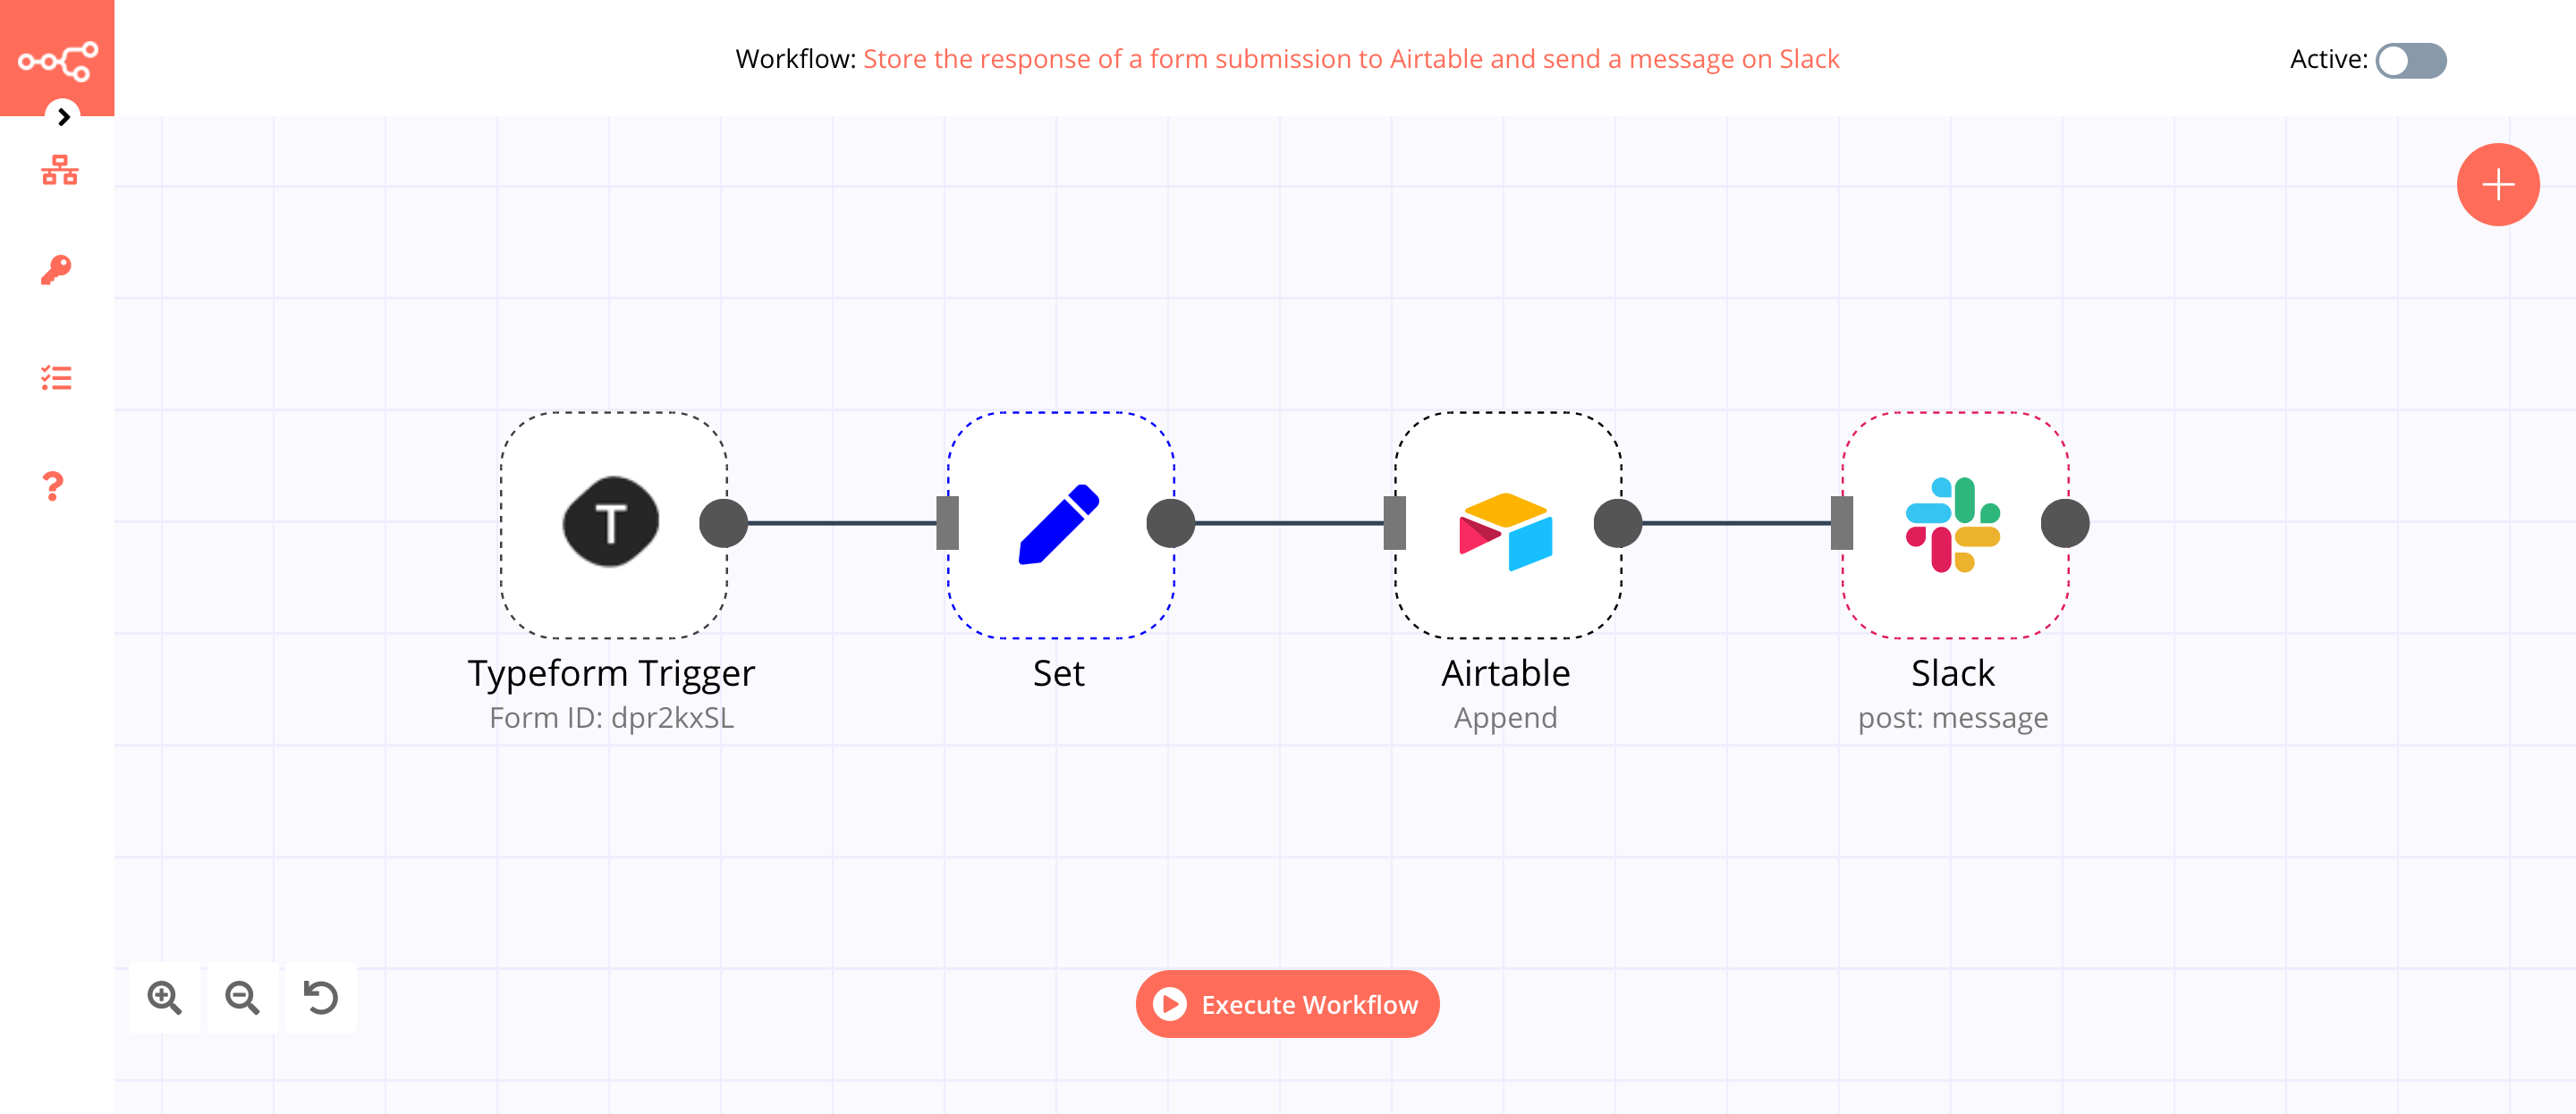 Workflow: Store the response of a form submission to Airtable and send a message on Slack
Active:
T
Typeform Trigger
Form ID: dpr2kxSL
Set
Airtable
Append
Slack
post: message
Execute Workflow